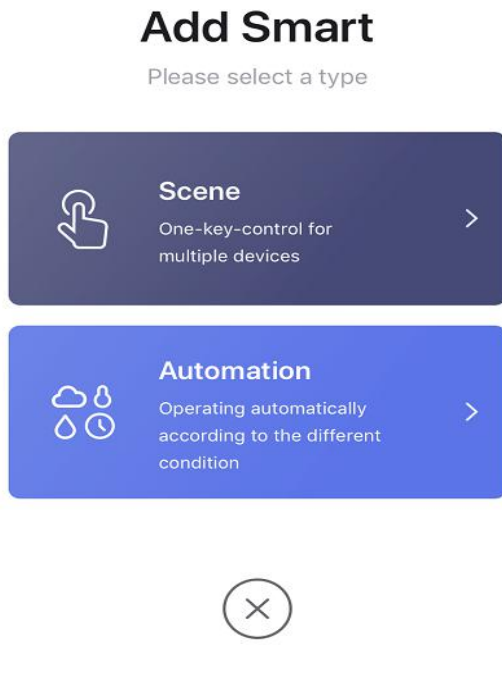 Add Smart
Please select a type
Scene
One-key-control for
multiple devices
Automation
Operating automatically
according to the different
condition